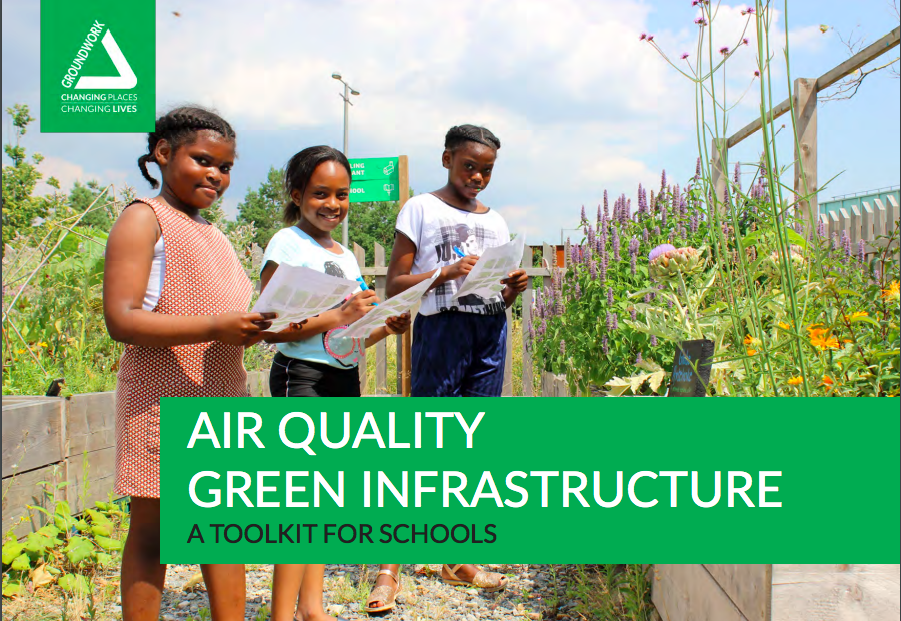 GROUNDWORK
CHANGING PLACES
CHANGING LIVES
AIR QUALITY
GREEN INFRASTRUCTURE
A TOOLKIT FOR SCHOOLS